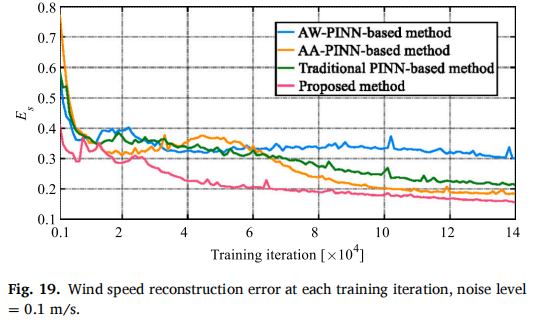 0.8
0.7
0.6
0.5
0.4
0.3
0.2
0.1
E_s
AW-PINN-based method
AA-PINN-based method
Traditional PINN-based method
Proposed method
0.1 2 4 6 8 10 12 14
Training iteration [×10⁴]
Fig. 19. Wind speed reconstruction error at each training iteration, noise level
= 0.1 m/s.